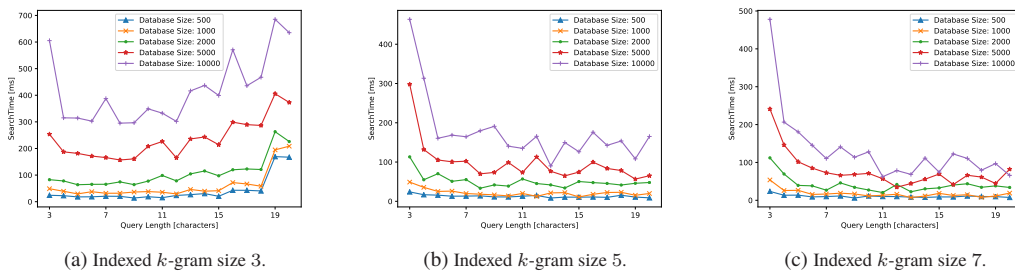 700
600
500
400
300
200
100
0
SearchTime [ms]
Database Size: 500
Database Size: 1000
Database Size: 2000
Database Size: 5000
Database Size: 10000
3 7 11 15 19
Query Length [characters]
(a) Indexed k-gram size 3.
400
300
200
100
0
SearchTime [ms]
Database Size: 500
Database Size: 1000
Database Size: 2000
Database Size: 5000
Database Size: 10000
3 7 11 15 19
Query Length [characters]
(b) Indexed k-gram size 5.
500
400
300
200
100
0
SearchTime [ms]
Database Size: 500
Database Size: 1000
Database Size: 2000
Database Size: 5000
Database Size: 10000
3 7 11 15 19
Query Length [characters]
(c) Indexed k-gram size 7.